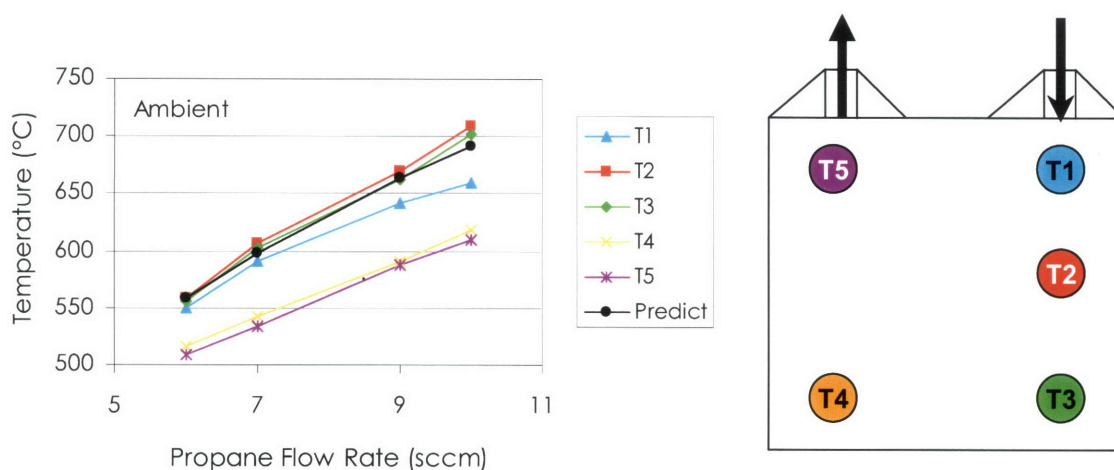 750
700
650
600
550
500
Temperature (°C)
Ambient
5
7
9
11
Propane Flow Rate (sccm)
T1
T2
T3
T4
T5
Predict
T5
T1
T2
T4
T3